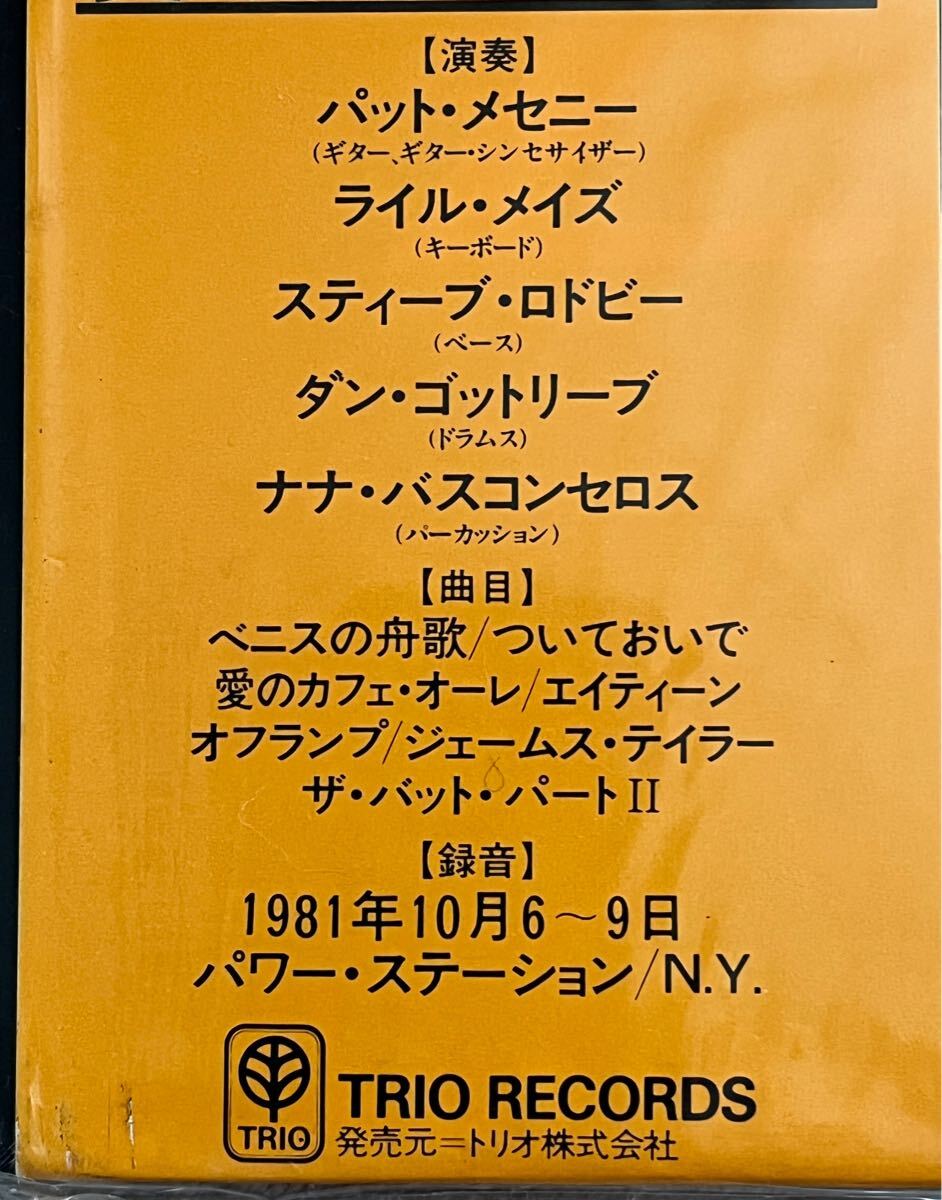 【演奏】
パット・メセニー
(ギター、ギター・シンセサイザー)
ライル・メイズ
(キーボード)
スティーブ・ロドビー
(ベース)
ダン・ゴットリーブ
(ドラムス)
ナナ・バスコンセロス
(パーカッション)
【曲目】
ベニスの舟歌/ついておいで
愛のカフェ・オーレ/エイティーン
オフランプ/ジェームス・テイラー
ザ・バット・パートII
【録音】
1981年10月6～9日
パワー・ステーション/N.Y.
TRIO
TRIO RECORDS
発売元=トリオ株式会社